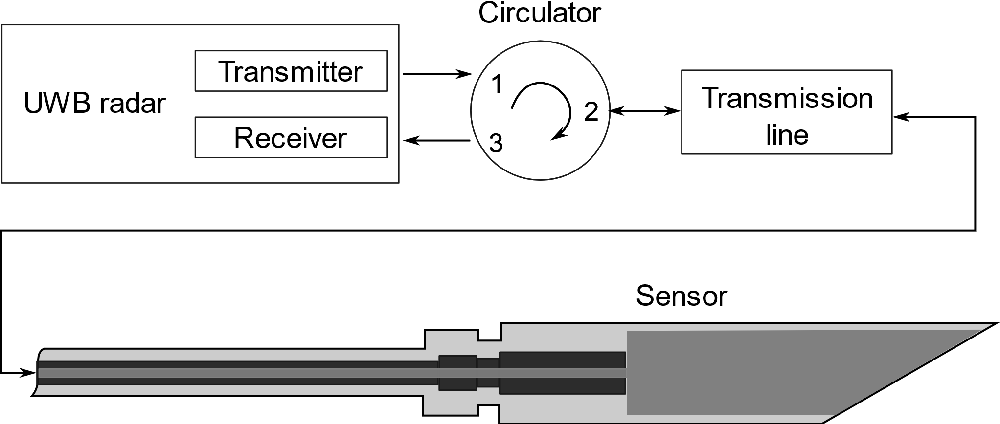 Circulator
Transmitter
UWB radar
Receiver
1
2
3
Transmission
line
Sensor